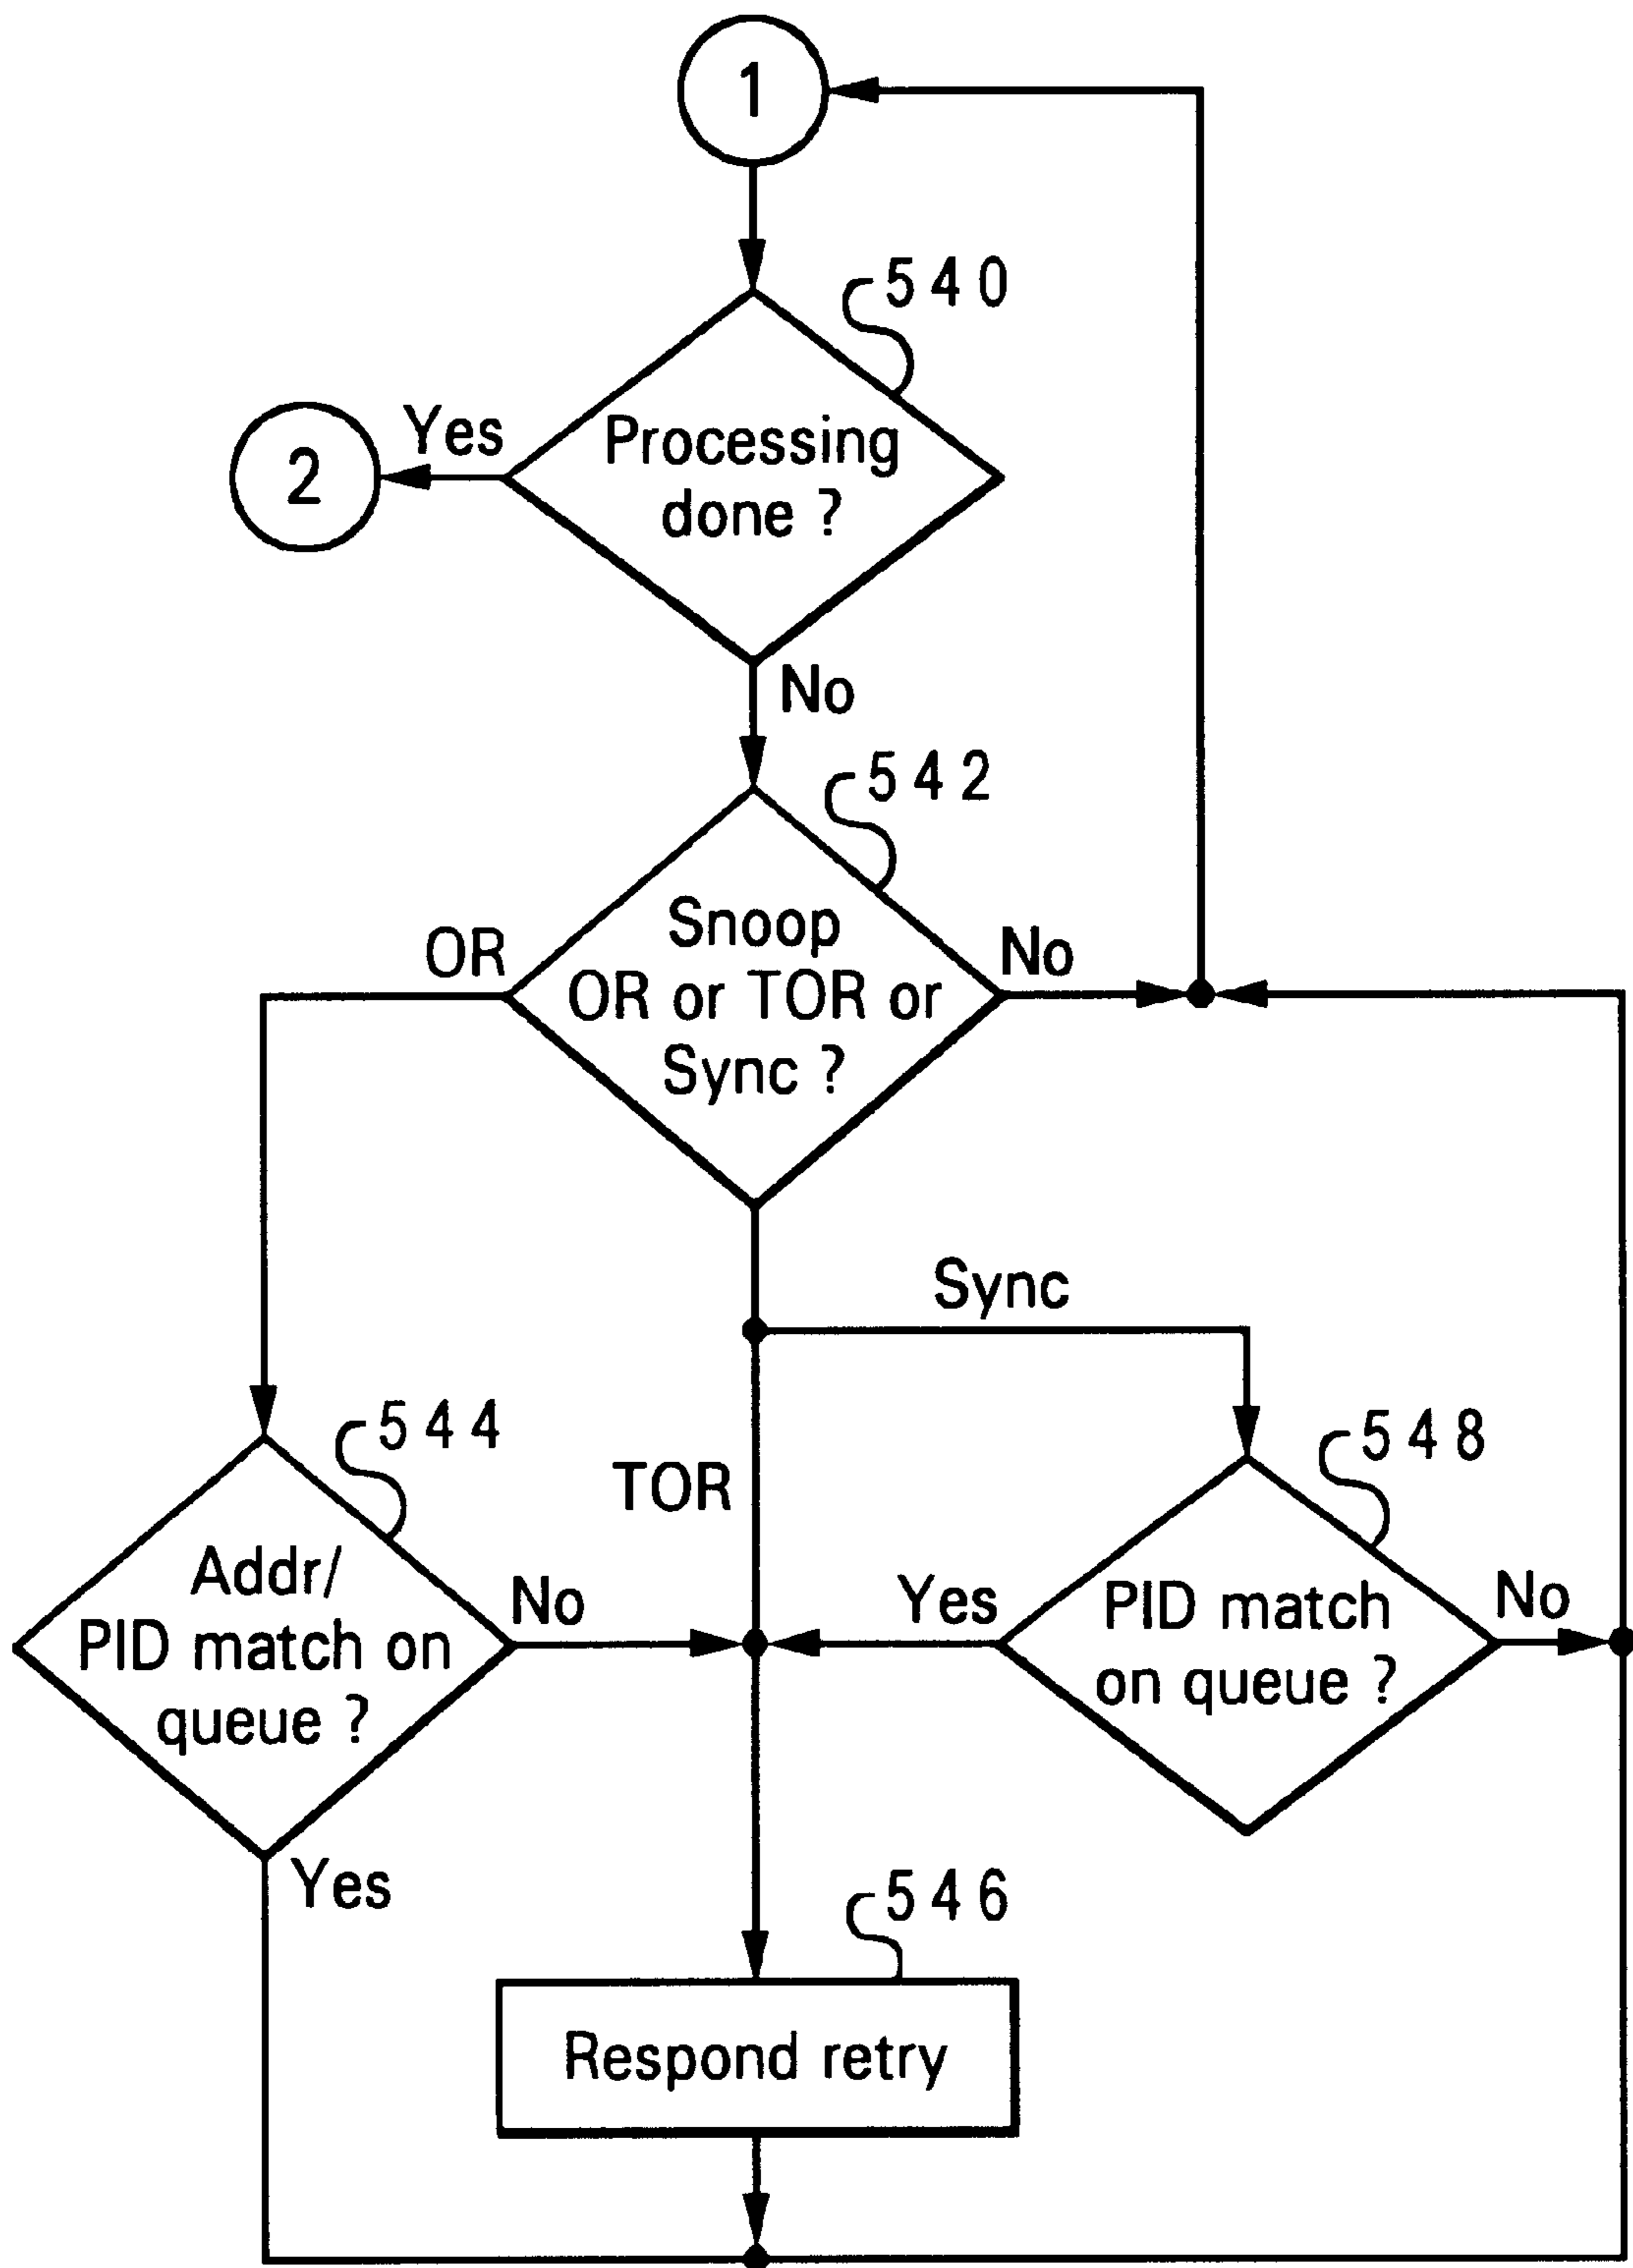 1
540
Yes
2
Processing
done ?
No
542
OR
Snoop
OR or TOR or
Sync ?
No
Sync
544
TOR
548
Addr/
PID match on
queue ?
No
Yes
PID match
on queue ?
No
Yes
546
Respond retry